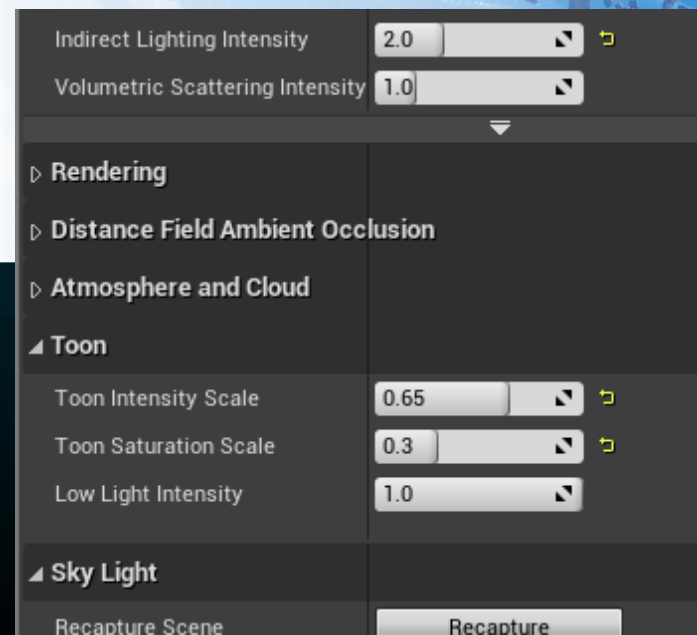 Indirect Lighting Intensity 2.0
Volumetric Scattering Intensity 1.0
Rendering
Distance Field Ambient Occlusion
Atmosphere and Cloud
Toon
Toon Intensity Scale 0.65
Toon Saturation Scale 0.3
Low Light Intensity 1.0
Sky Light
Recapture Scene Recapture